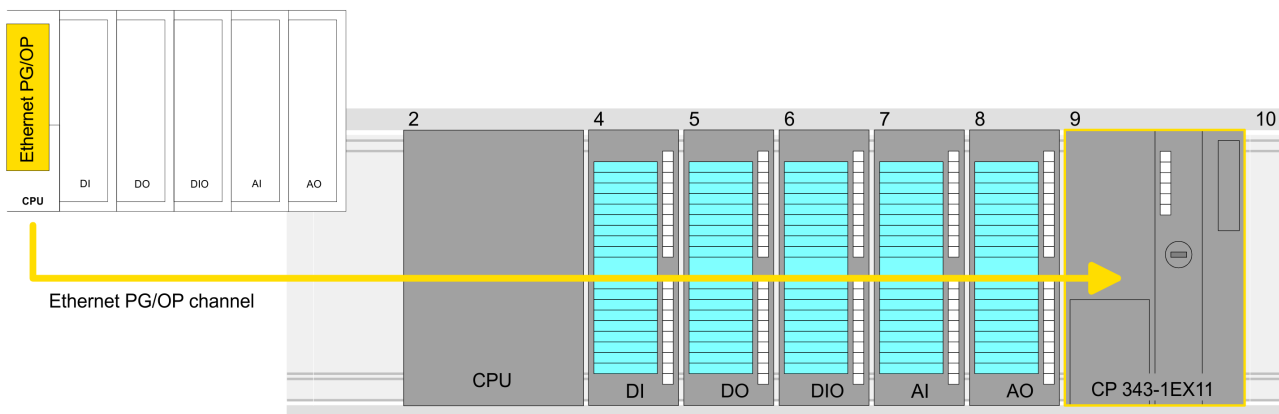 Ethernet PG/OP
CPU
DI
DO
DIO
AI
AO
2
4
5
6
7
8
9
10
Ethernet PG/OP channel
CPU
DI
DO
DIO
AI
AO
CP 343-1EX11